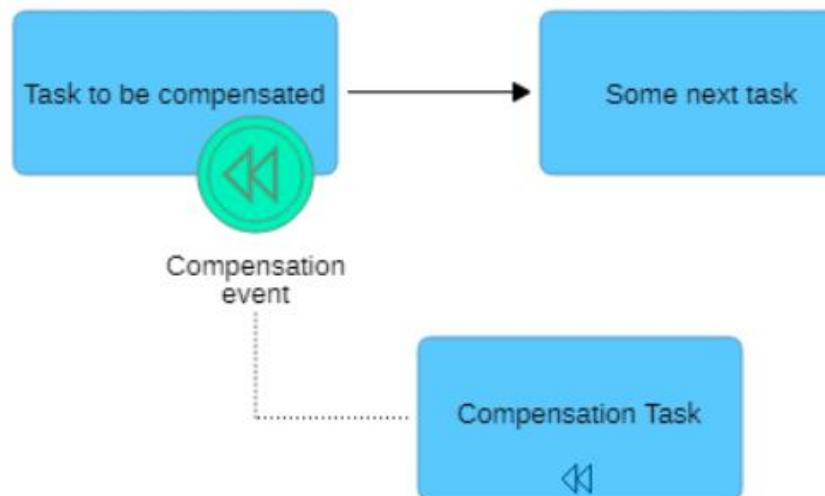 Task to be compensated
Some next task
Compensation
event
Compensation Task